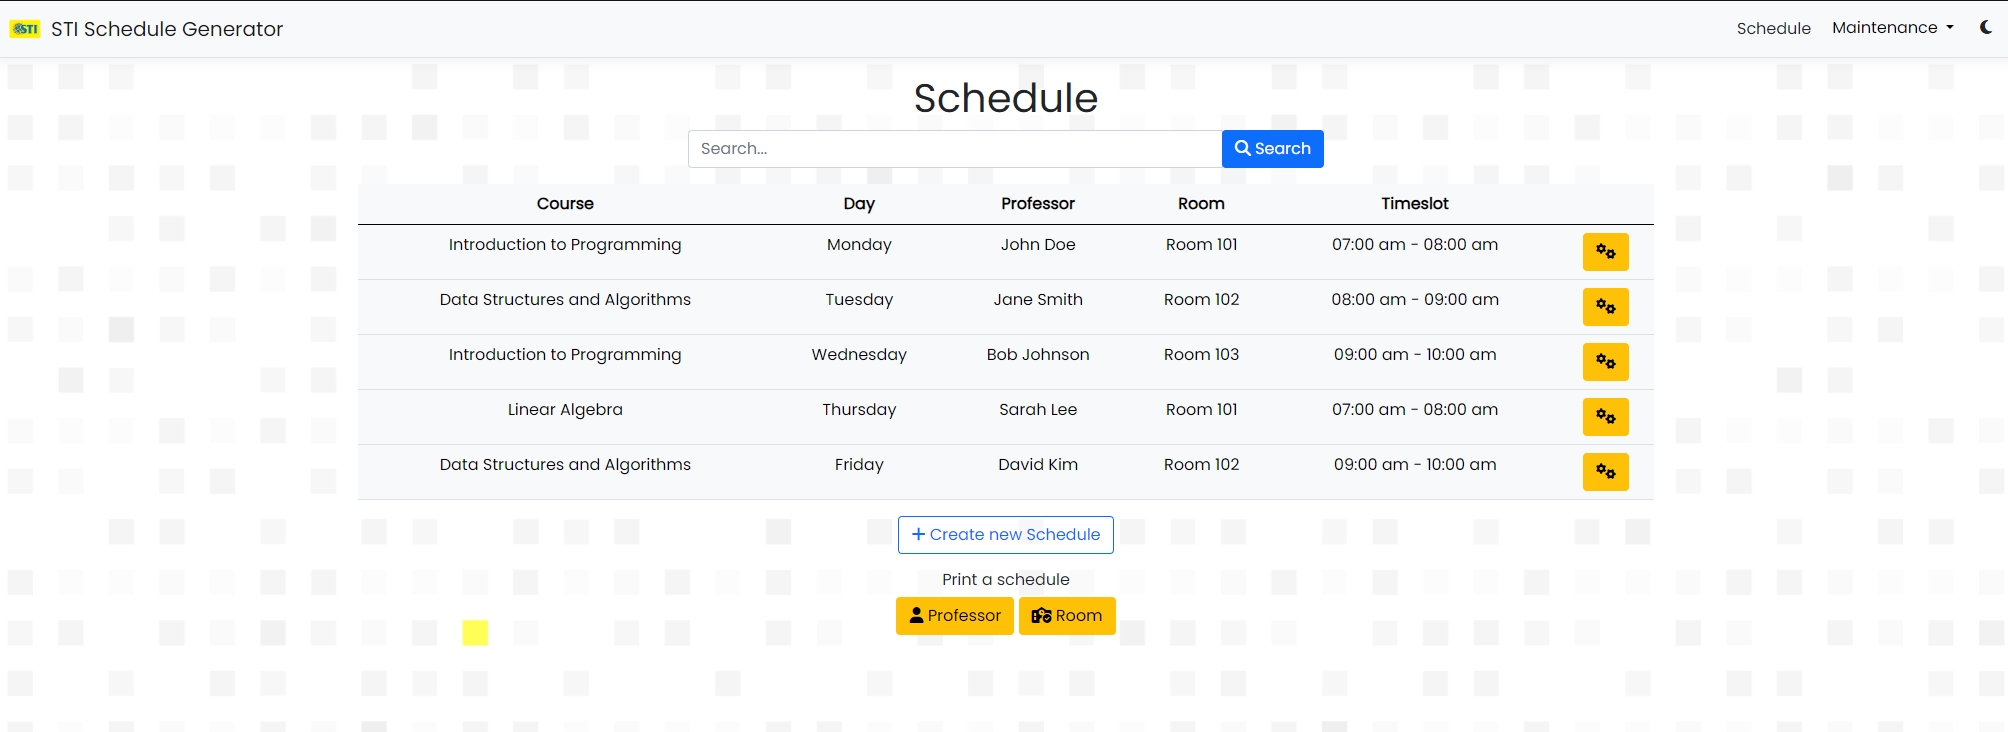 STI STI Schedule Generator Schedule Maintenance
Schedule
Search... Search
Course Day Professor Room Timeslot
Introduction to Programming Monday John Doe Room 101 07:00 am - 08:00 am
Data Structures and Algorithms Tuesday Jane Smith Room 102 08:00 am - 09:00 am
Introduction to Programming Wednesday Bob Johnson Room 103 09:00 am - 10:00 am
Linear Algebra Thursday Sarah Lee Room 101 07:00 am - 08:00 am
Data Structures and Algorithms Friday David Kim Room 102 09:00 am - 10:00 am
+ Create new Schedule
Print a schedule
Professor Room